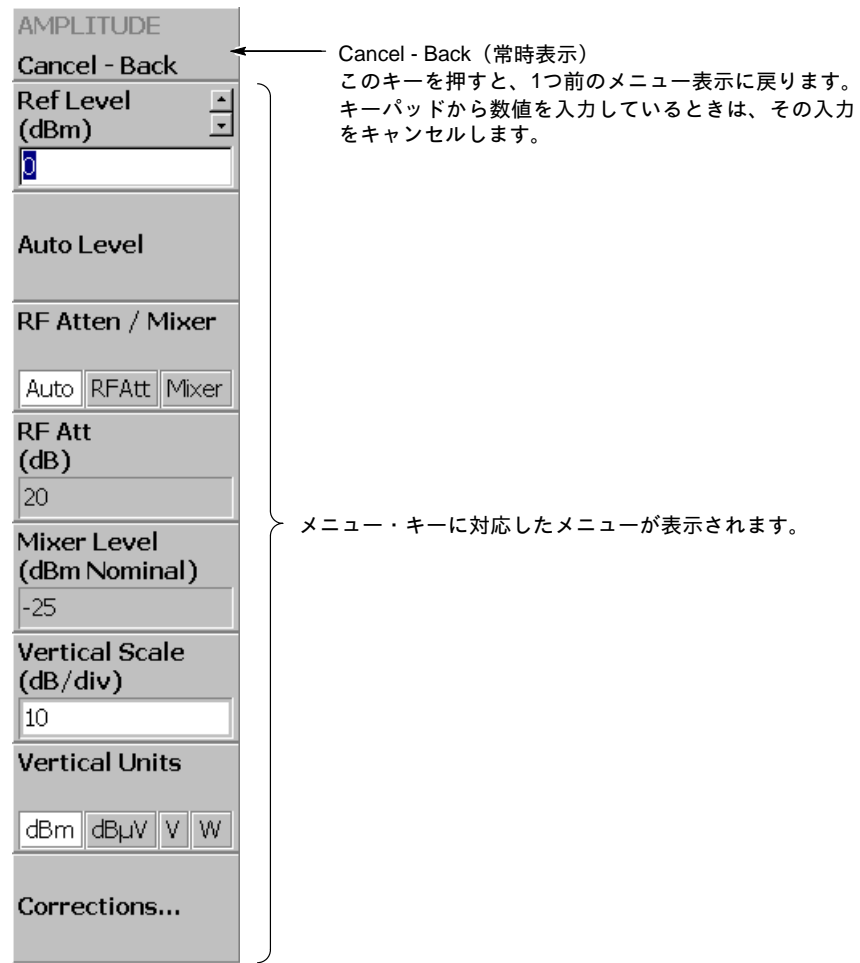 AMPLITUDE
Cancel - Back
Ref Level
(dBm)
0
Auto Level
RF Atten / Mixer
Auto RFAtt Mixer
RF Att
(dB)
20
Mixer Level
(dBm Nominal)
-25
Vertical Scale
(dB/div)
10
Vertical Units
dBm dBµV V W
Corrections...
Cancel - Back（常時表示）
このキーを押すと、1つ前のメニュー表示に戻ります。
キーパッドから数値を入力しているときは、その入力
をキャンセルします。
メニュー・キーに対応したメニューが表示されます。